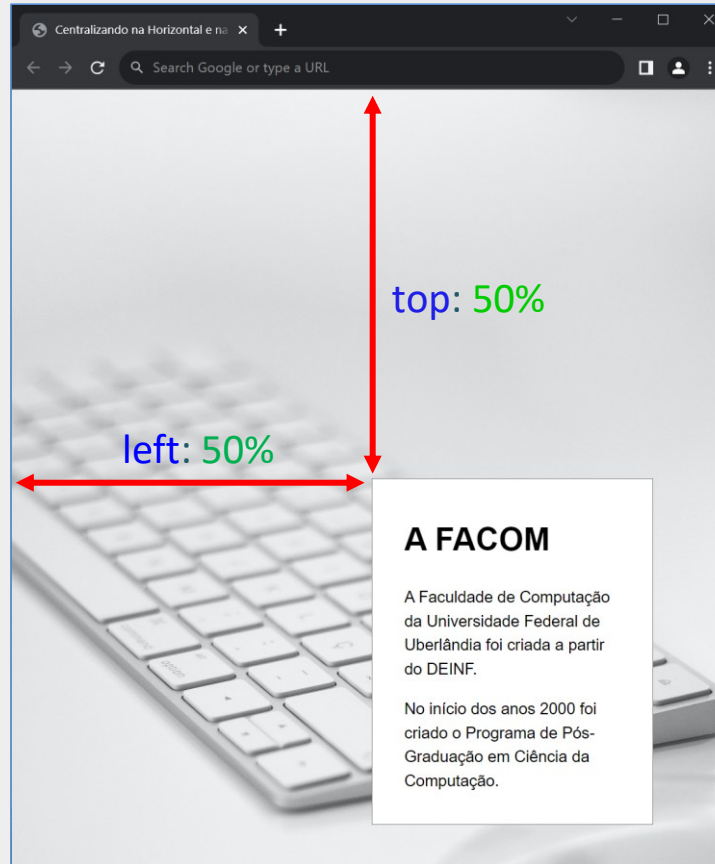 Centralizando na Horizontal e na
Search Google or type a URL
top: 50%
left: 50%
A FACOM
A Faculdade de Computação
da Universidade Federal de
Uberlândia foi criada a partir
do DEINF.
No início dos anos 2000 foi
criado o Programa de Pós-
Graduação em Ciência da
Computação.
command
option